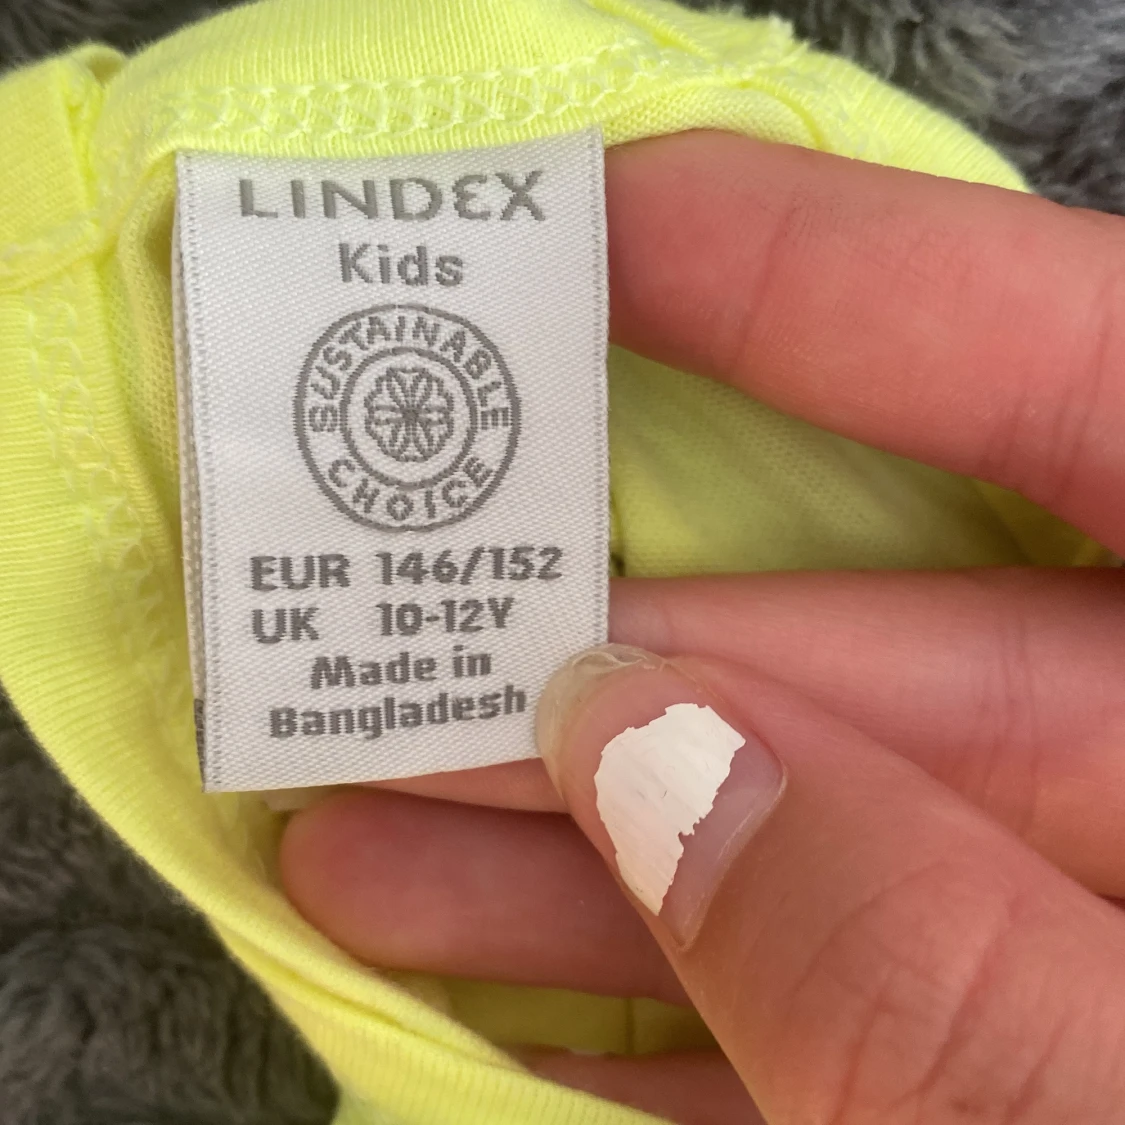 LINDEX
Kids
SUSTAINABLE
CHOICE
EUR 146/152
UK 10-12Y
Made in
Bangladesh